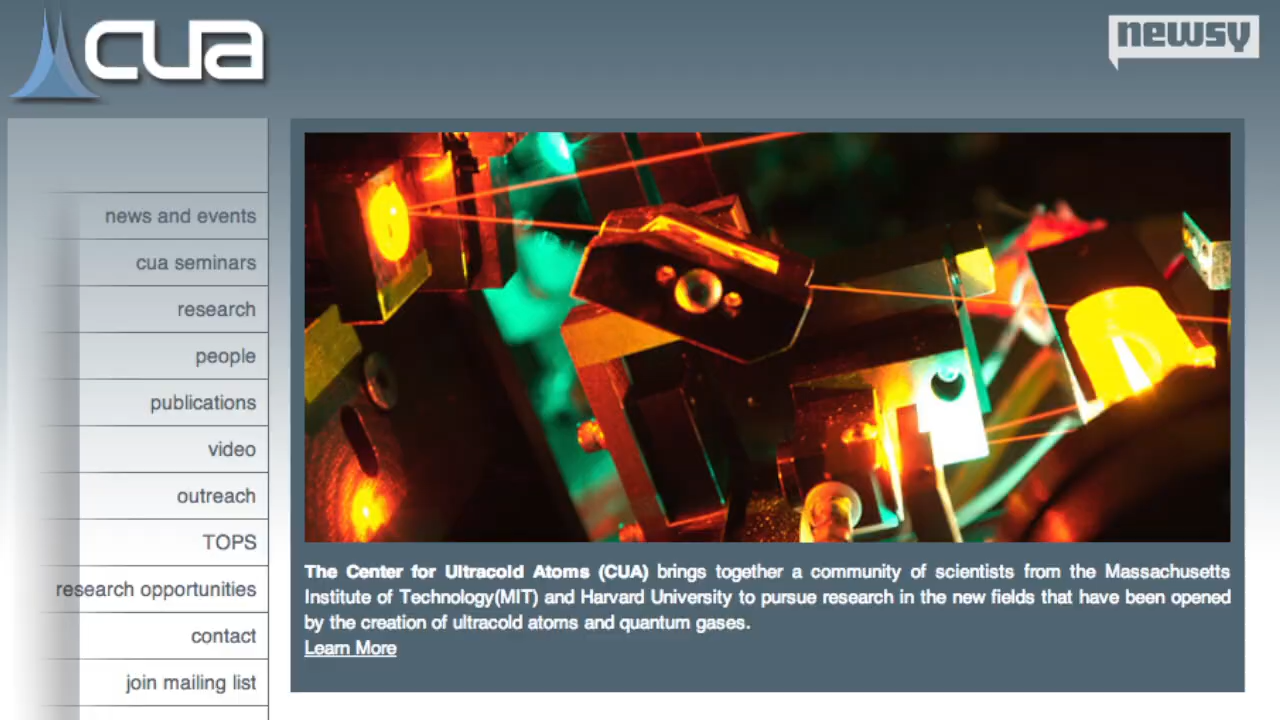 cua
newsy
news and events
cua seminars
research
people
publications
video
outreach
TOPS
research opportunities
contact
join mailing list
The Center for Ultracold Atoms (CUA) brings together a community of scientists from the Massachusetts
Institute of Technology(MIT) and Harvard University to pursue research in the new fields that have been opened
by the creation of ultracold atoms and quantum gases.
Learn More